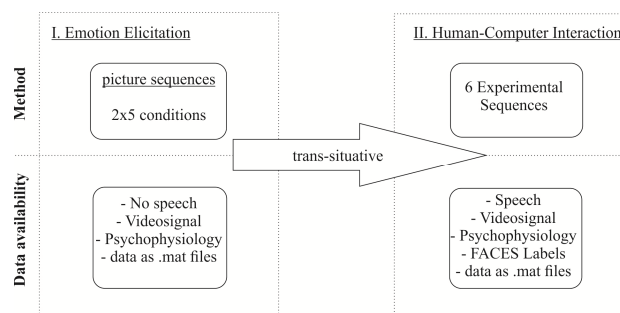 I. Emotion Elicitation
II. Human-Computer Interaction
Method
picture sequences
2x5 conditions
6 Experimental
Sequences
trans-situative
Data availability
- No speech
- Videosignal
- Psychophysiology
- data as .mat files
- Speech
- Videosignal
- Psychophysiology
- FACES Labels
- data as .mat files